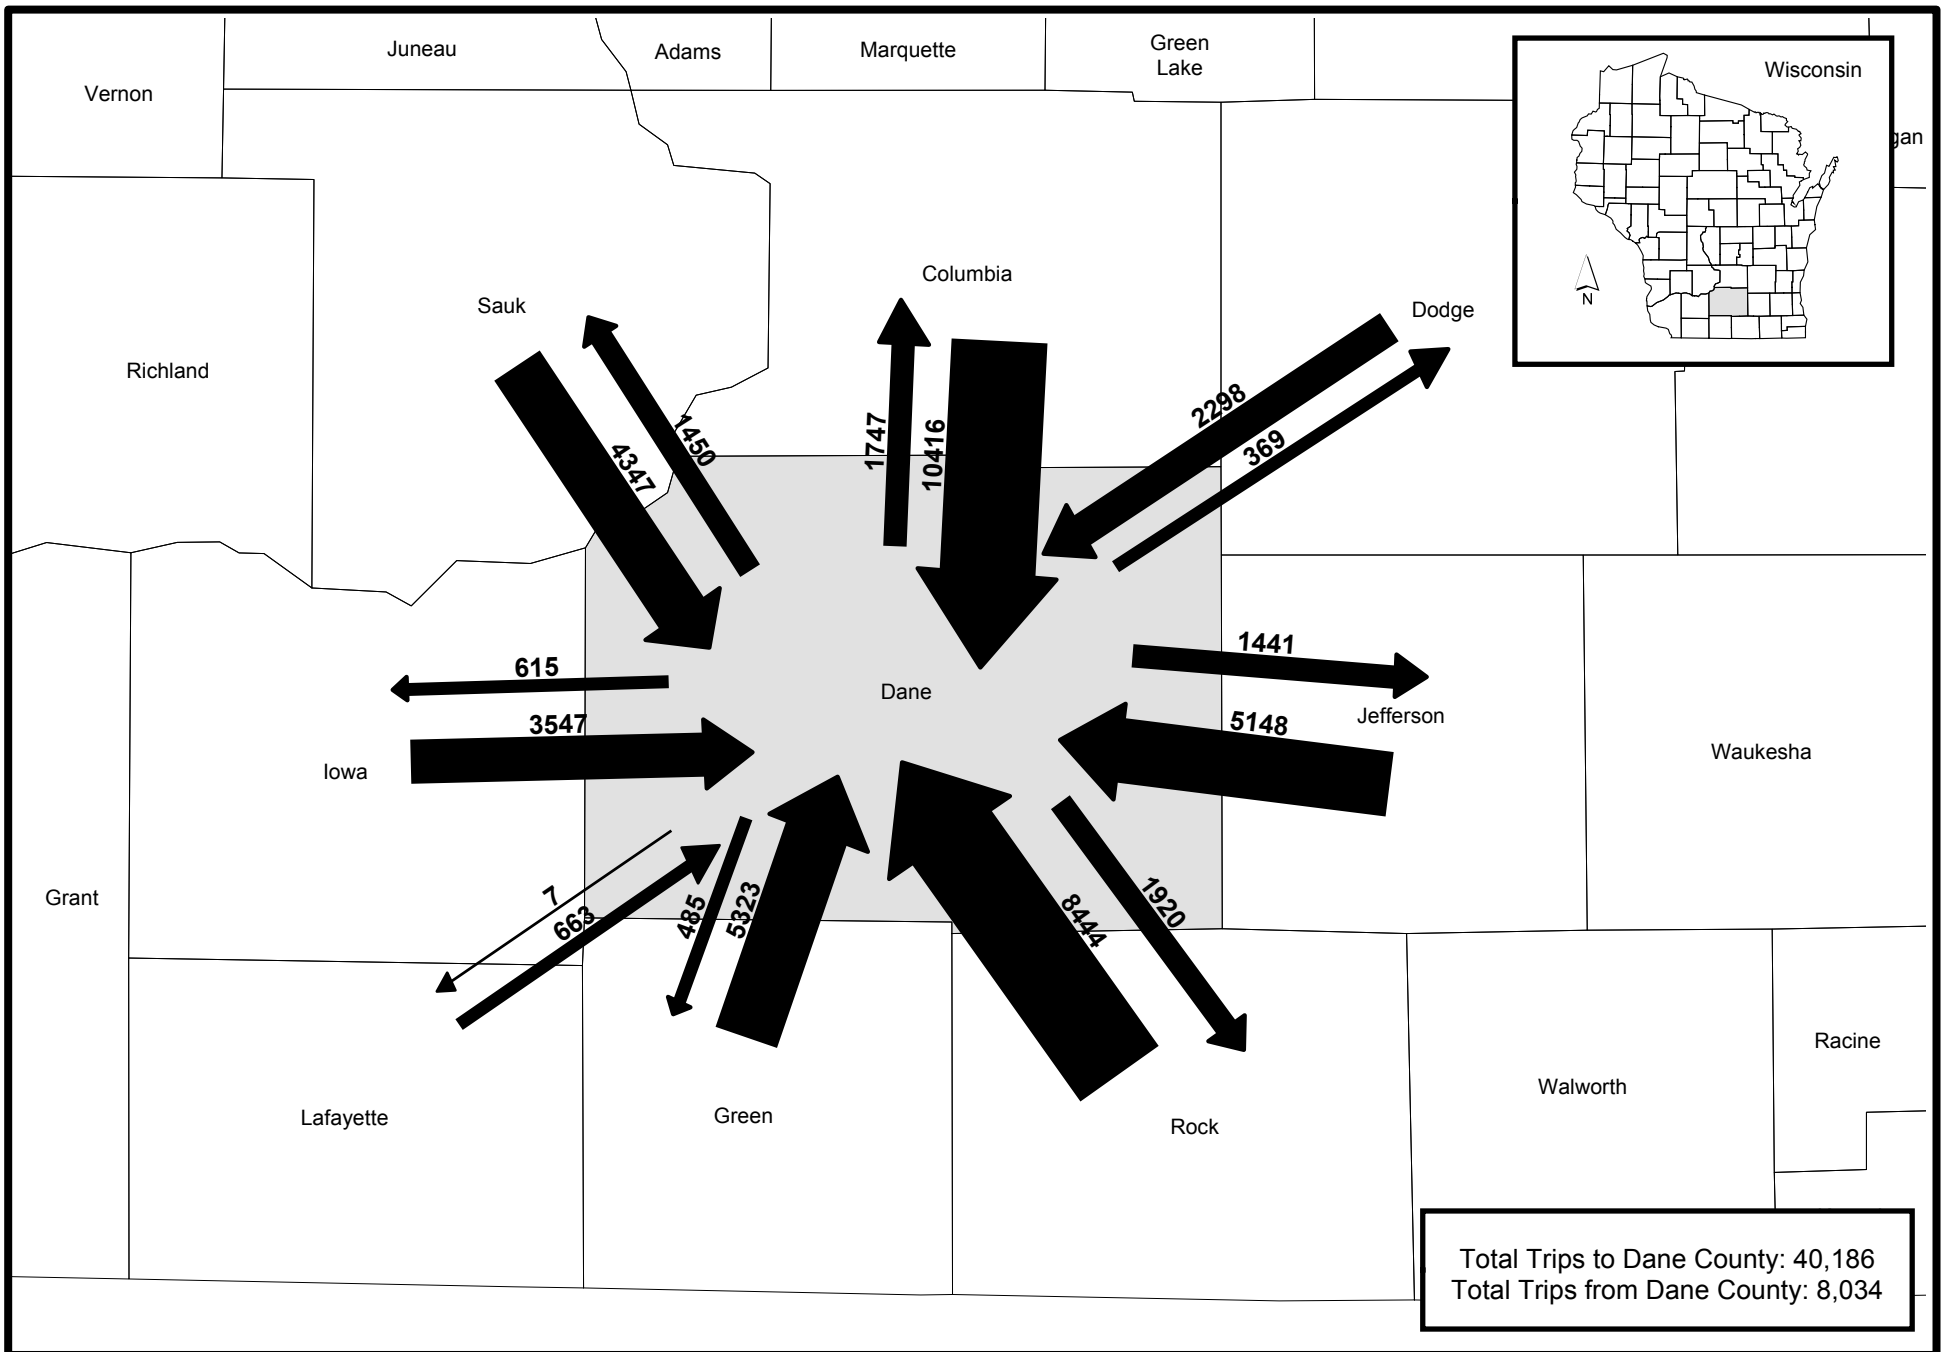 Juneau
Adams
Marquette
Green
Lake
Wisconsin
Vernon
gan
N
Columbia
Sauk
Dodge
Richland
2298
1450
1747
10416
369
4347
1441
615
Dane
Jefferson
5148
3547
Waukesha
Iowa
Grant
7
663
485
5323
8444
1920
Racine
Walworth
Lafayette
Green
Rock
Total Trips to Dane County: 40,186
Total Trips from Dane County: 8,034